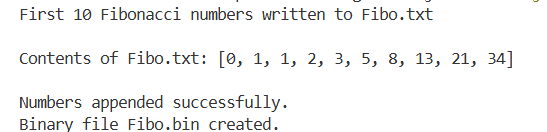 First 10 Fibonacci numbers written to Fibo.txt
Contents of Fibo.txt: [0, 1, 1, 2, 3, 5, 8, 13, 21, 34]
Numbers appended successfully.
Binary file Fibo.bin created.